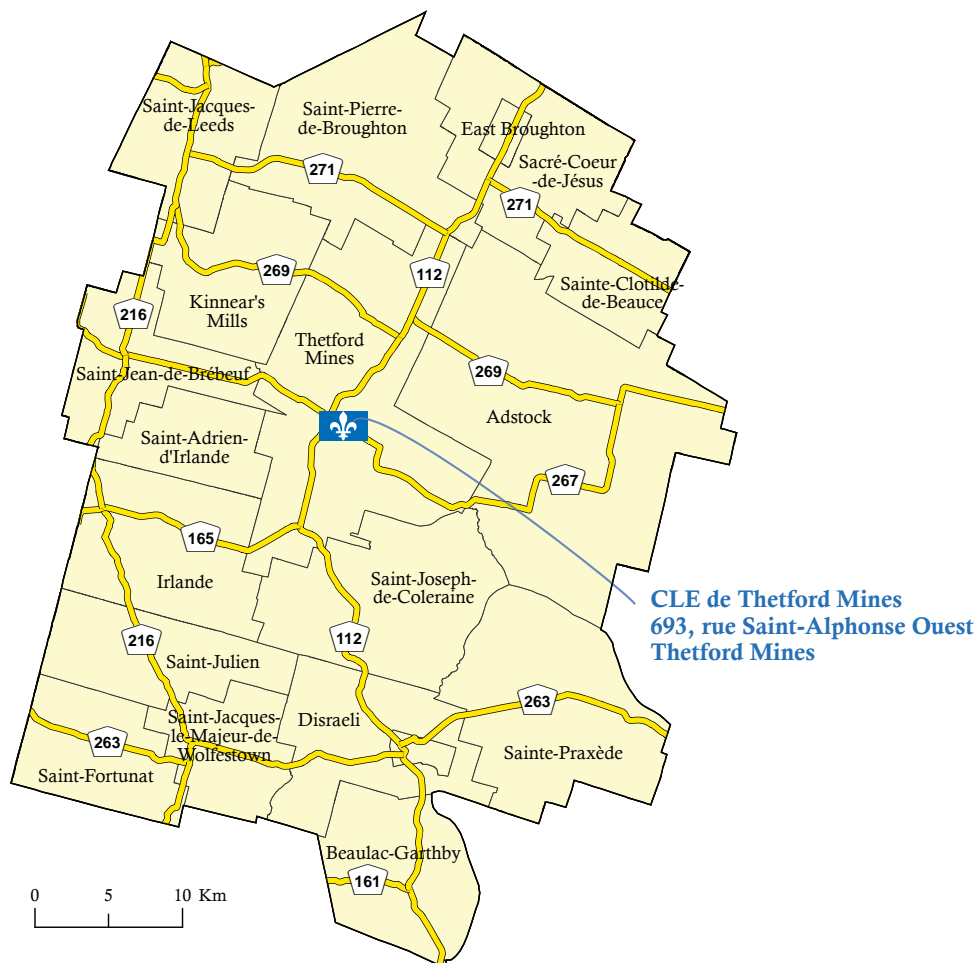 Saint-Jacques-
de-Leeds
Saint-Pierre-
de-Broughton
East Broughton
Sacré-Coeur
-de-Jésus
271
271
269
112
Sainte-Clotilde-
de-Beauce
Kinnear's
Mills
216
Thetford
Mines
Saint-Jean-de-Brébeuf
269
Adstock
Saint-Adrien-
d'Irlande
267
165
Irlande
Saint-Joseph-
de-Coleraine
CLE de Thetford Mines
693, rue Saint-Alphonse Ouest
Thetford Mines
216
112
Saint-Julien
263
Saint-Jacques-
le-Majeur-de-
Wolfestown
Disraeli
263
Sainte-Praxède
Saint-Fortunat
Beaulac-Garthby
161
0 5 10 Km